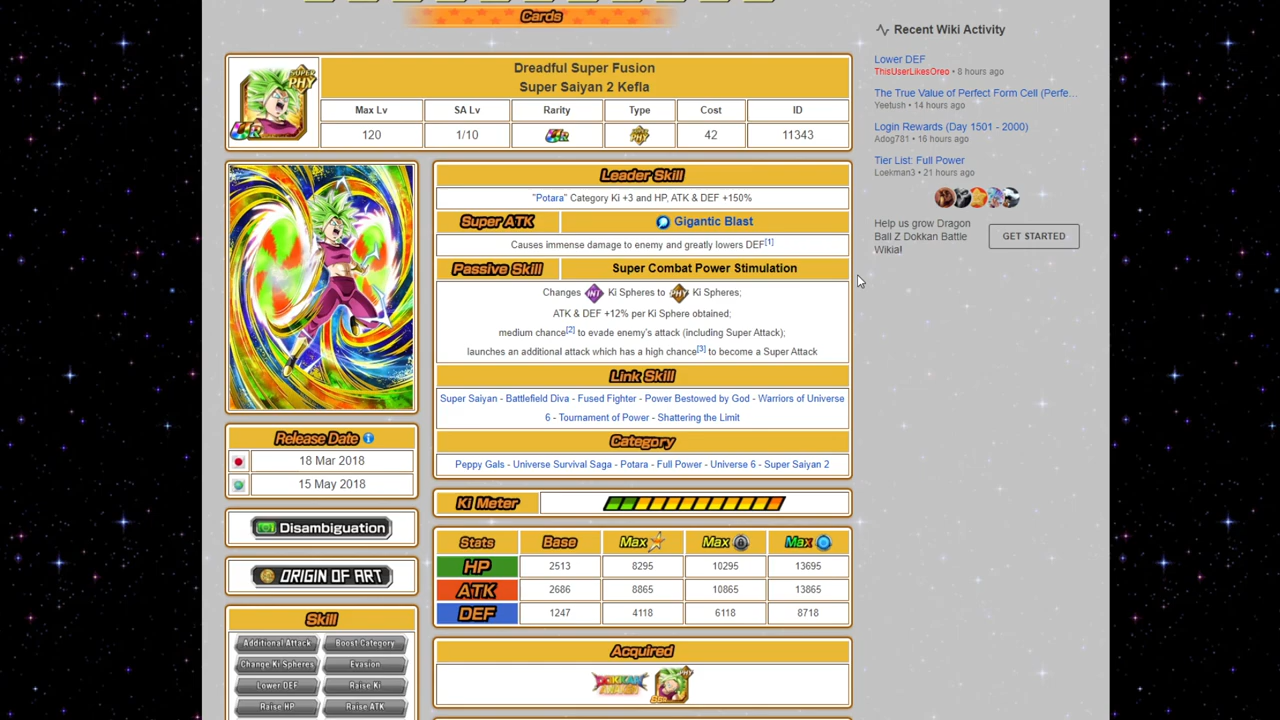 Cards
Dreadful Super Fusion
Super Saiyan 2 Kefla
SUPER PHY
UR
Max Lv SA Lv Rarity Type Cost ID
120 1/10 UR PHY 42 11343
Leader Skill
"Potara" Category Ki +3 and HP, ATK & DEF +150%
Super ATK Gigantic Blast
Causes immense damage to enemy and greatly lowers DEF[1]
Passive Skill Super Combat Power Stimulation
Changes INT Ki Spheres to PHY Ki Spheres;
ATK & DEF +12% per Ki Sphere obtained;
medium chance[2] to evade enemy's attack (including Super Attack);
launches an additional attack which has a high chance[3] to become a Super Attack
Link Skill
Super Saiyan - Battlefield Diva - Fused Fighter - Power Bestowed by God - Warriors of Universe
6 - Tournament of Power - Shattering the Limit
Category
Peppy Gals - Universe Survival Saga - Potara - Full Power - Universe 6 - Super Saiyan 2
Ki Meter
Stats Base Max Max Max
HP 2513 8295 10295 13695
ATK 2686 8865 10865 13865
DEF 1247 4118 6118 8718
Acquired
DOKKAN
PHY
SSR
Release Date
18 Mar 2018
15 May 2018
Disambiguation
ORIGIN OF ART
Skill
Additional Attack Boost Category
Change Ki Spheres Evasion
Lower DEF Raise Ki
Raise HP Raise ATK
Recent Wiki Activity
Lower DEF
ThisUserLikesOreo • 8 hours ago
The True Value of Perfect Form Cell (Perfe...
Yeetush • 14 hours ago
Login Rewards (Day 1501 - 2000)
Adog781 • 16 hours ago
Tier List: Full Power
Loekman3 • 21 hours ago
Help us grow Dragon
Ball Z Dokkan Battle
Wikia!
GET STARTED